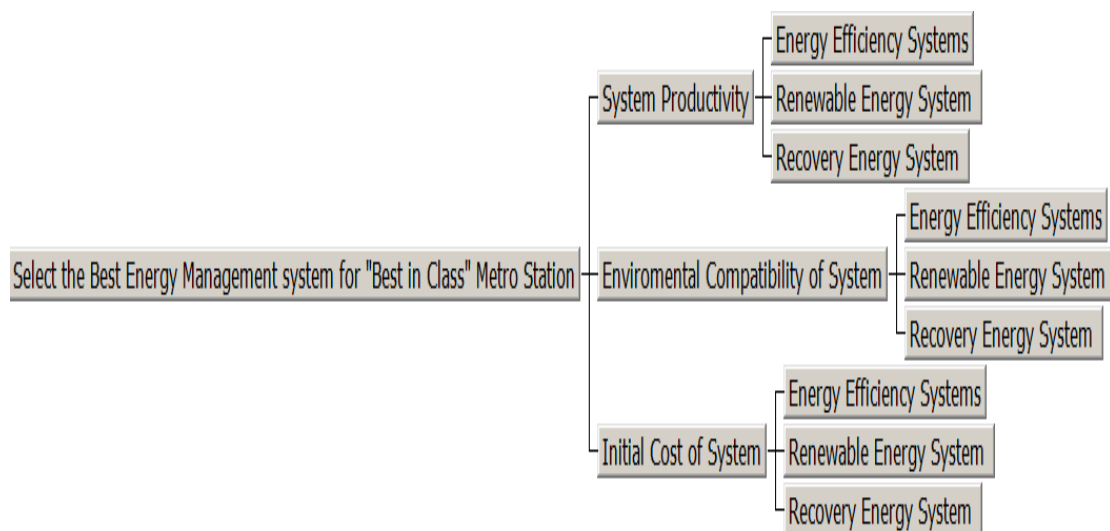 Energy Efficiency Systems
System Productivity
Renewable Energy System
Recovery Energy System
Select the Best Energy Management system for "Best in Class" Metro Station
Energy Efficiency Systems
Enviromental Compatibility of System
Renewable Energy System
Recovery Energy System
Energy Efficiency Systems
Initial Cost of System
Renewable Energy System
Recovery Energy System